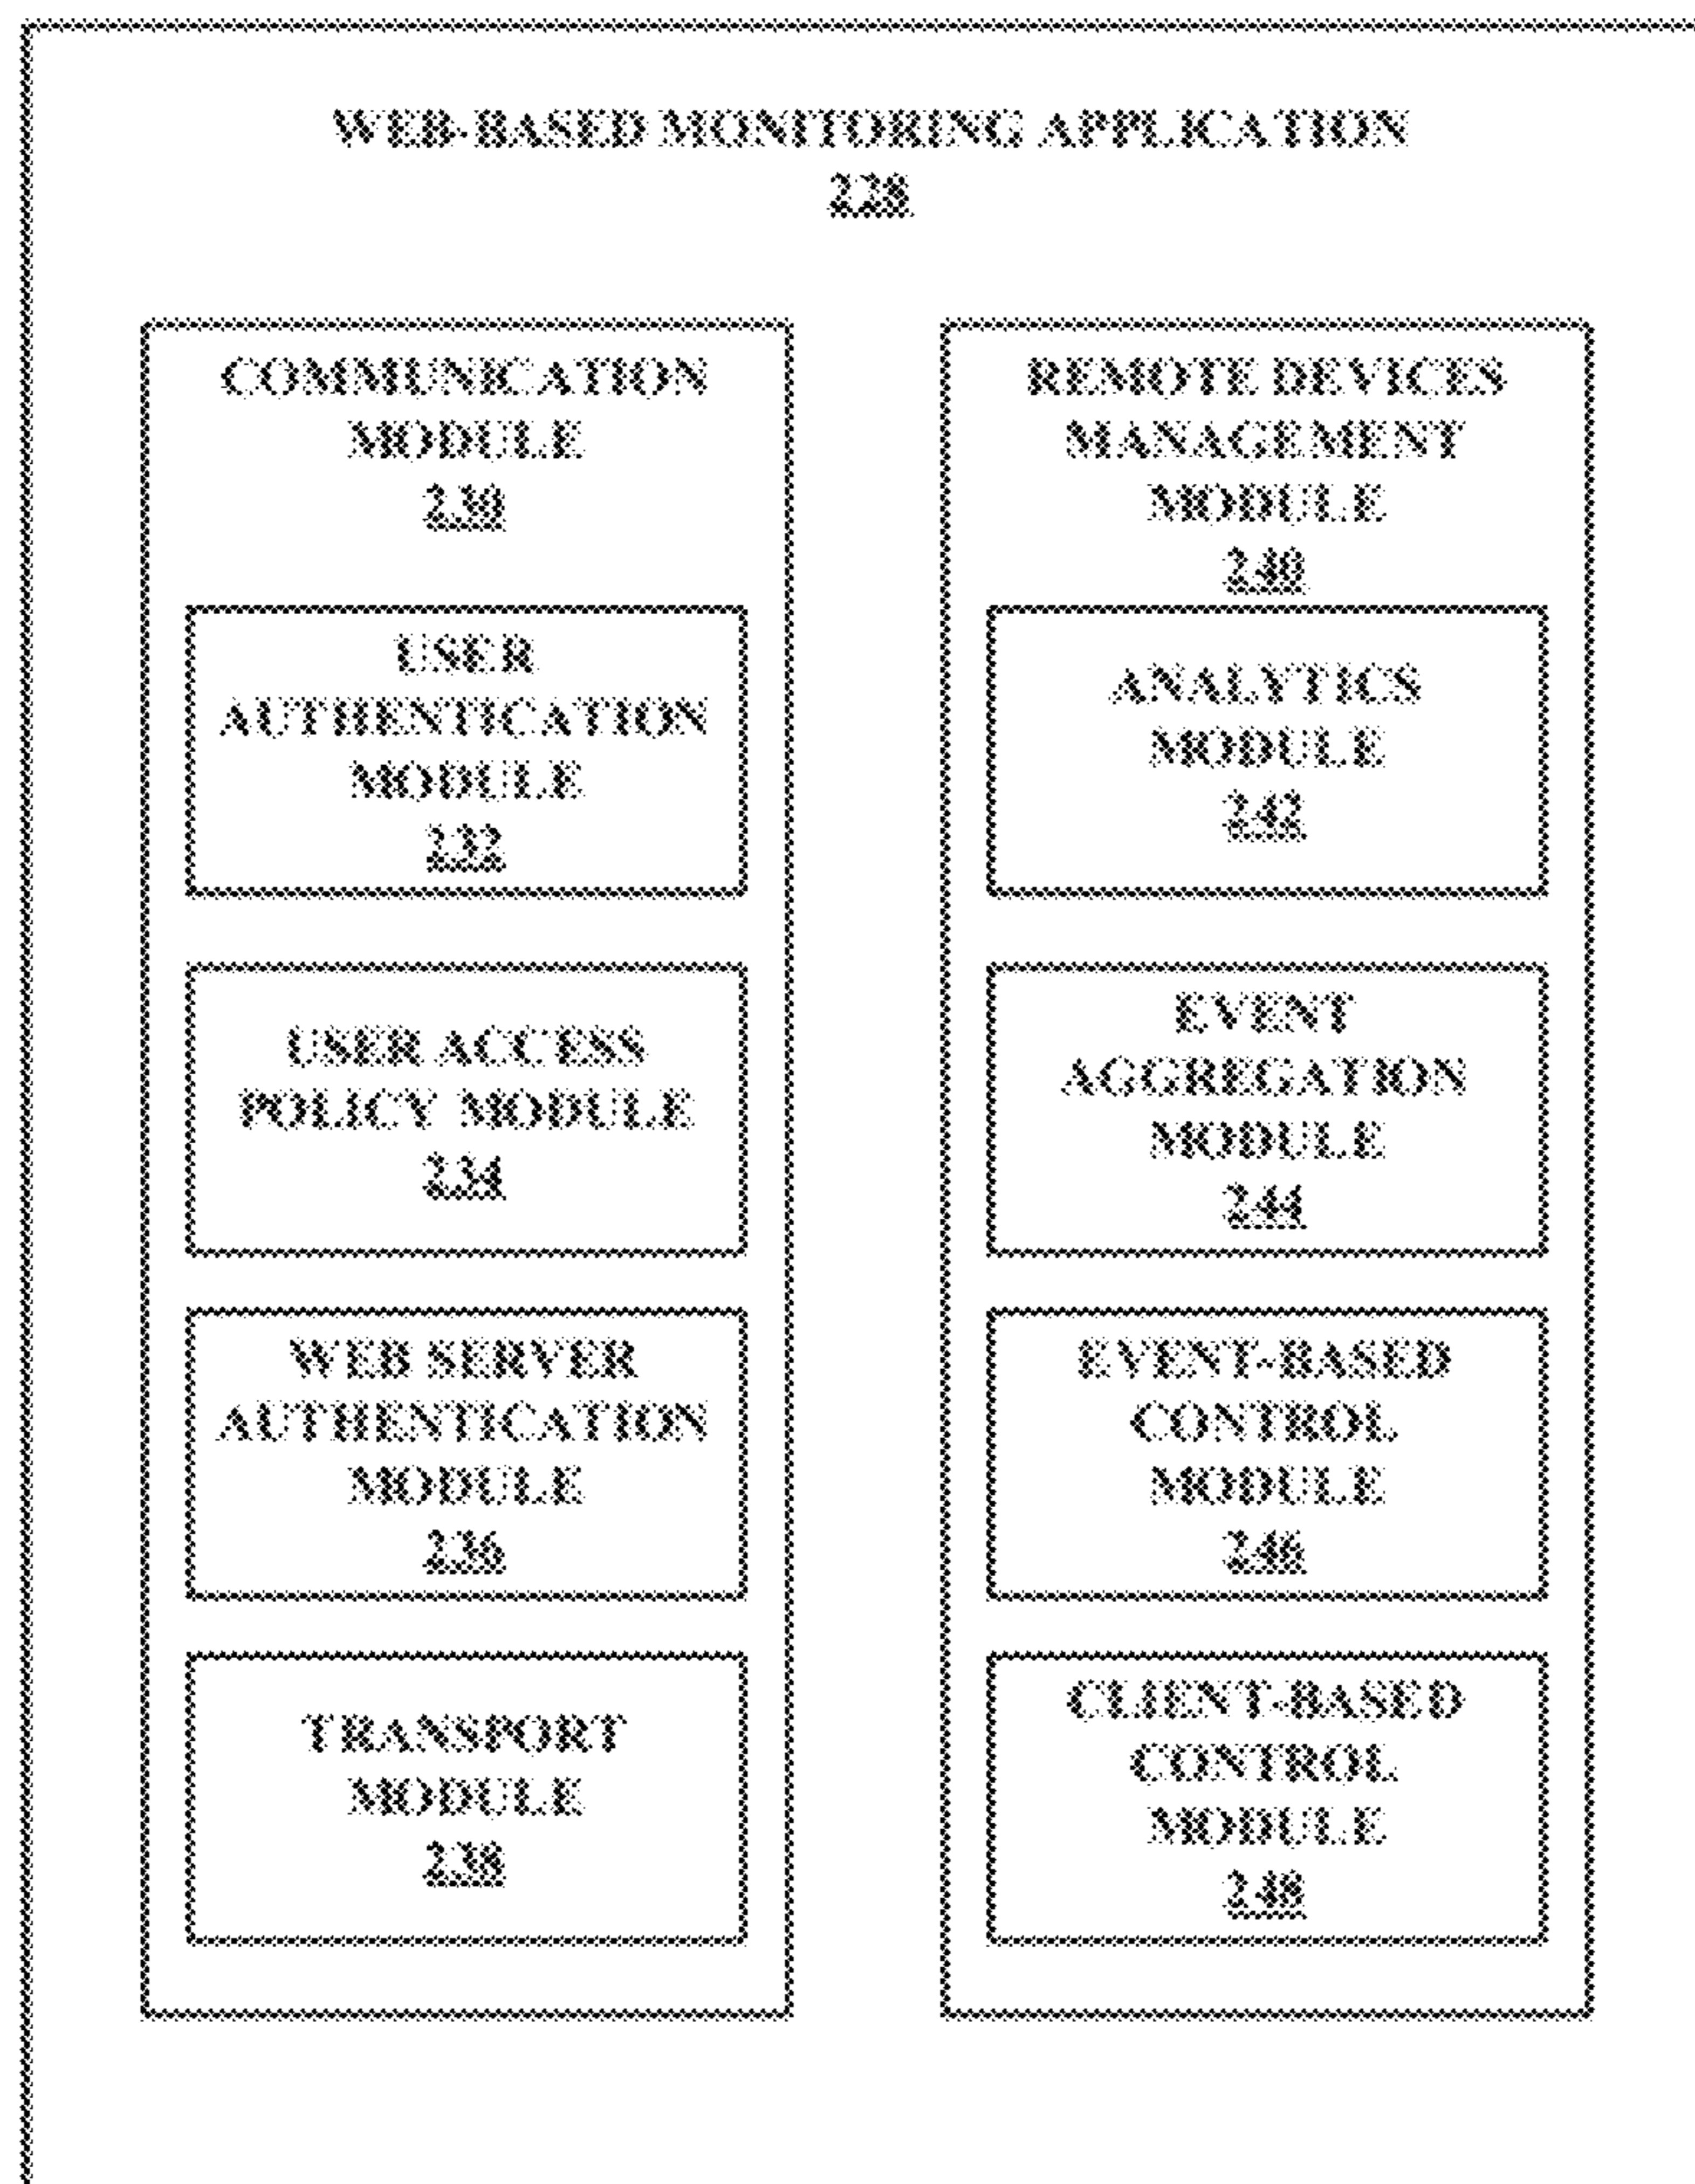 WEB-BASED MONITORING APPLICATION
228
COMMUNICATION
MODULE
230
USER
AUTHENTICATION
MODULE
232
USER ACCESS
POLICY MODULE
234
WEB SERVER
AUTHENTICATION
MODULE
236
TRANSPORT
MODULE
238
REMOTE DEVICES
MANAGEMENT
MODULE
240
ANALYTICS
MODULE
242
EVENT
AGGREGATION
MODULE
244
EVENT-BASED
CONTROL
MODULE
246
CLIENT-BASED
CONTROL
MODULE
248